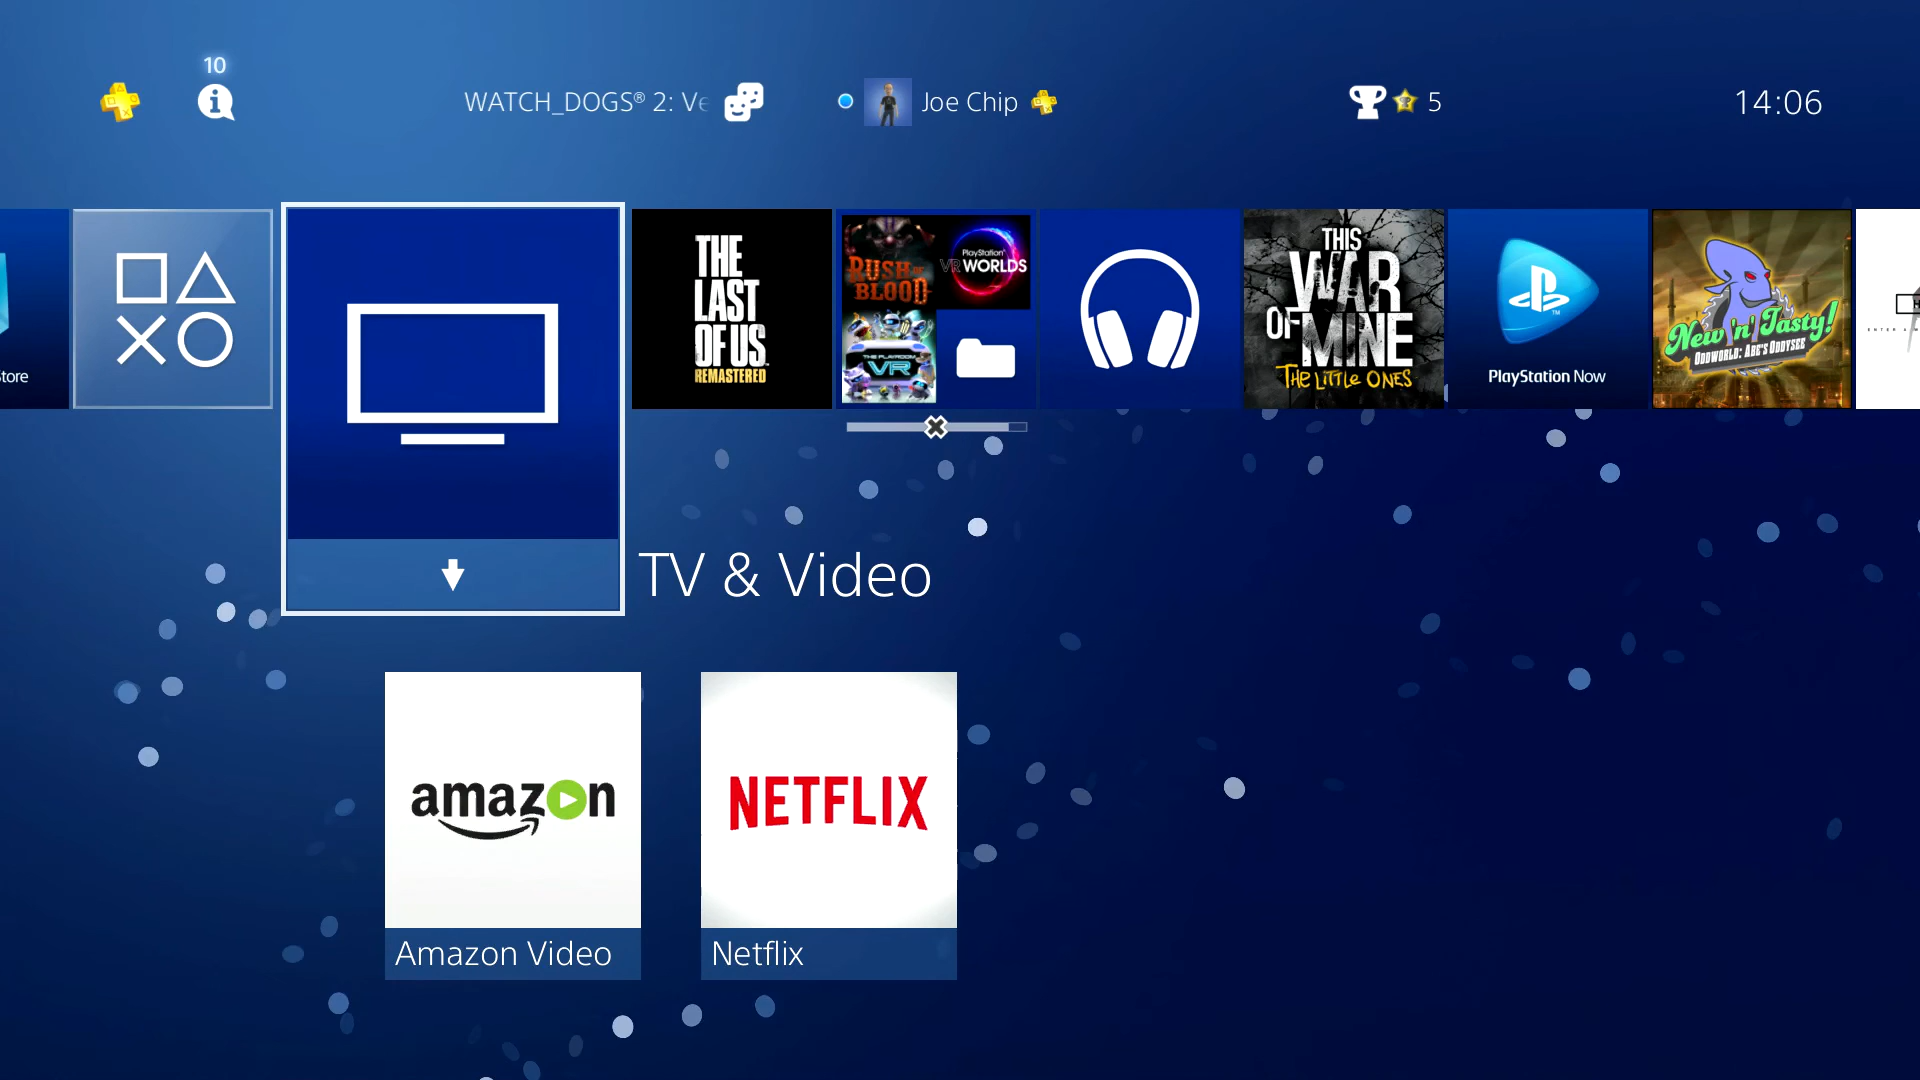 10
WATCH_DOGS® 2: Ve
Joe Chip
5
14:06
Store
THE
LAST
OF US
REMASTERED
RUSH OF
BLOOD
PlayStation
VR WORLDS
THE PLAYROOM
VR
THIS
WAR
OF MINE
THE LITTLE ONES
PlayStation Now
New 'n' Tasty!
ODDWORLD: ABE'S ODDYSEE
TV & Video
amazon
NETFLIX
Amazon Video
Netflix